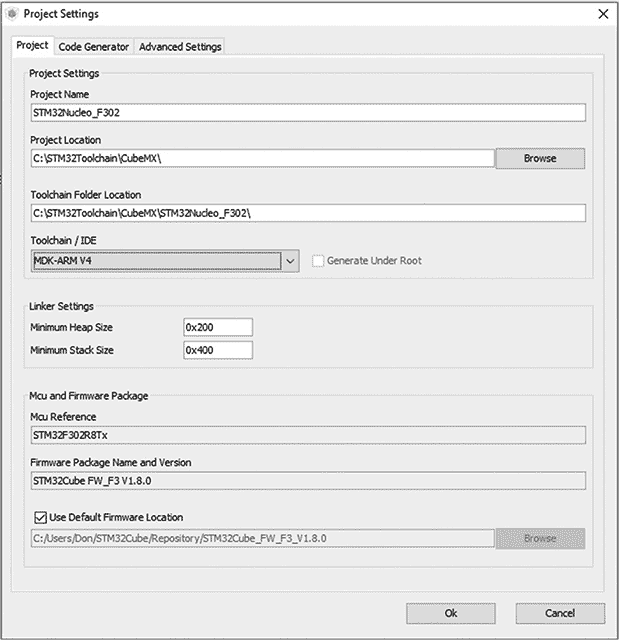 Project Settings
Project Code Generator Advanced Settings
Project Settings
Project Name
STM32Nucleo_F302
Project Location
C:\STM32Toolchain\CubeMX\
Browse
Toolchain Folder Location
C:\STM32Toolchain\CubeMX\STM32Nucleo_F302\
Toolchain / IDE
MDK-ARM V4
Generate Under Root
Linker Settings
Minimum Heap Size 0x200
Minimum Stack Size 0x400
Mcu and Firmware Package
Mcu Reference
STM32F302R8Tx
Firmware Package Name and Version
STM32Cube FW_F3 V1.8.0
Use Default Firmware Location
C:/Users/Don/STM32Cube/Repository/STM32Cube_FW_F3_V1.8.0
Browse
Ok Cancel